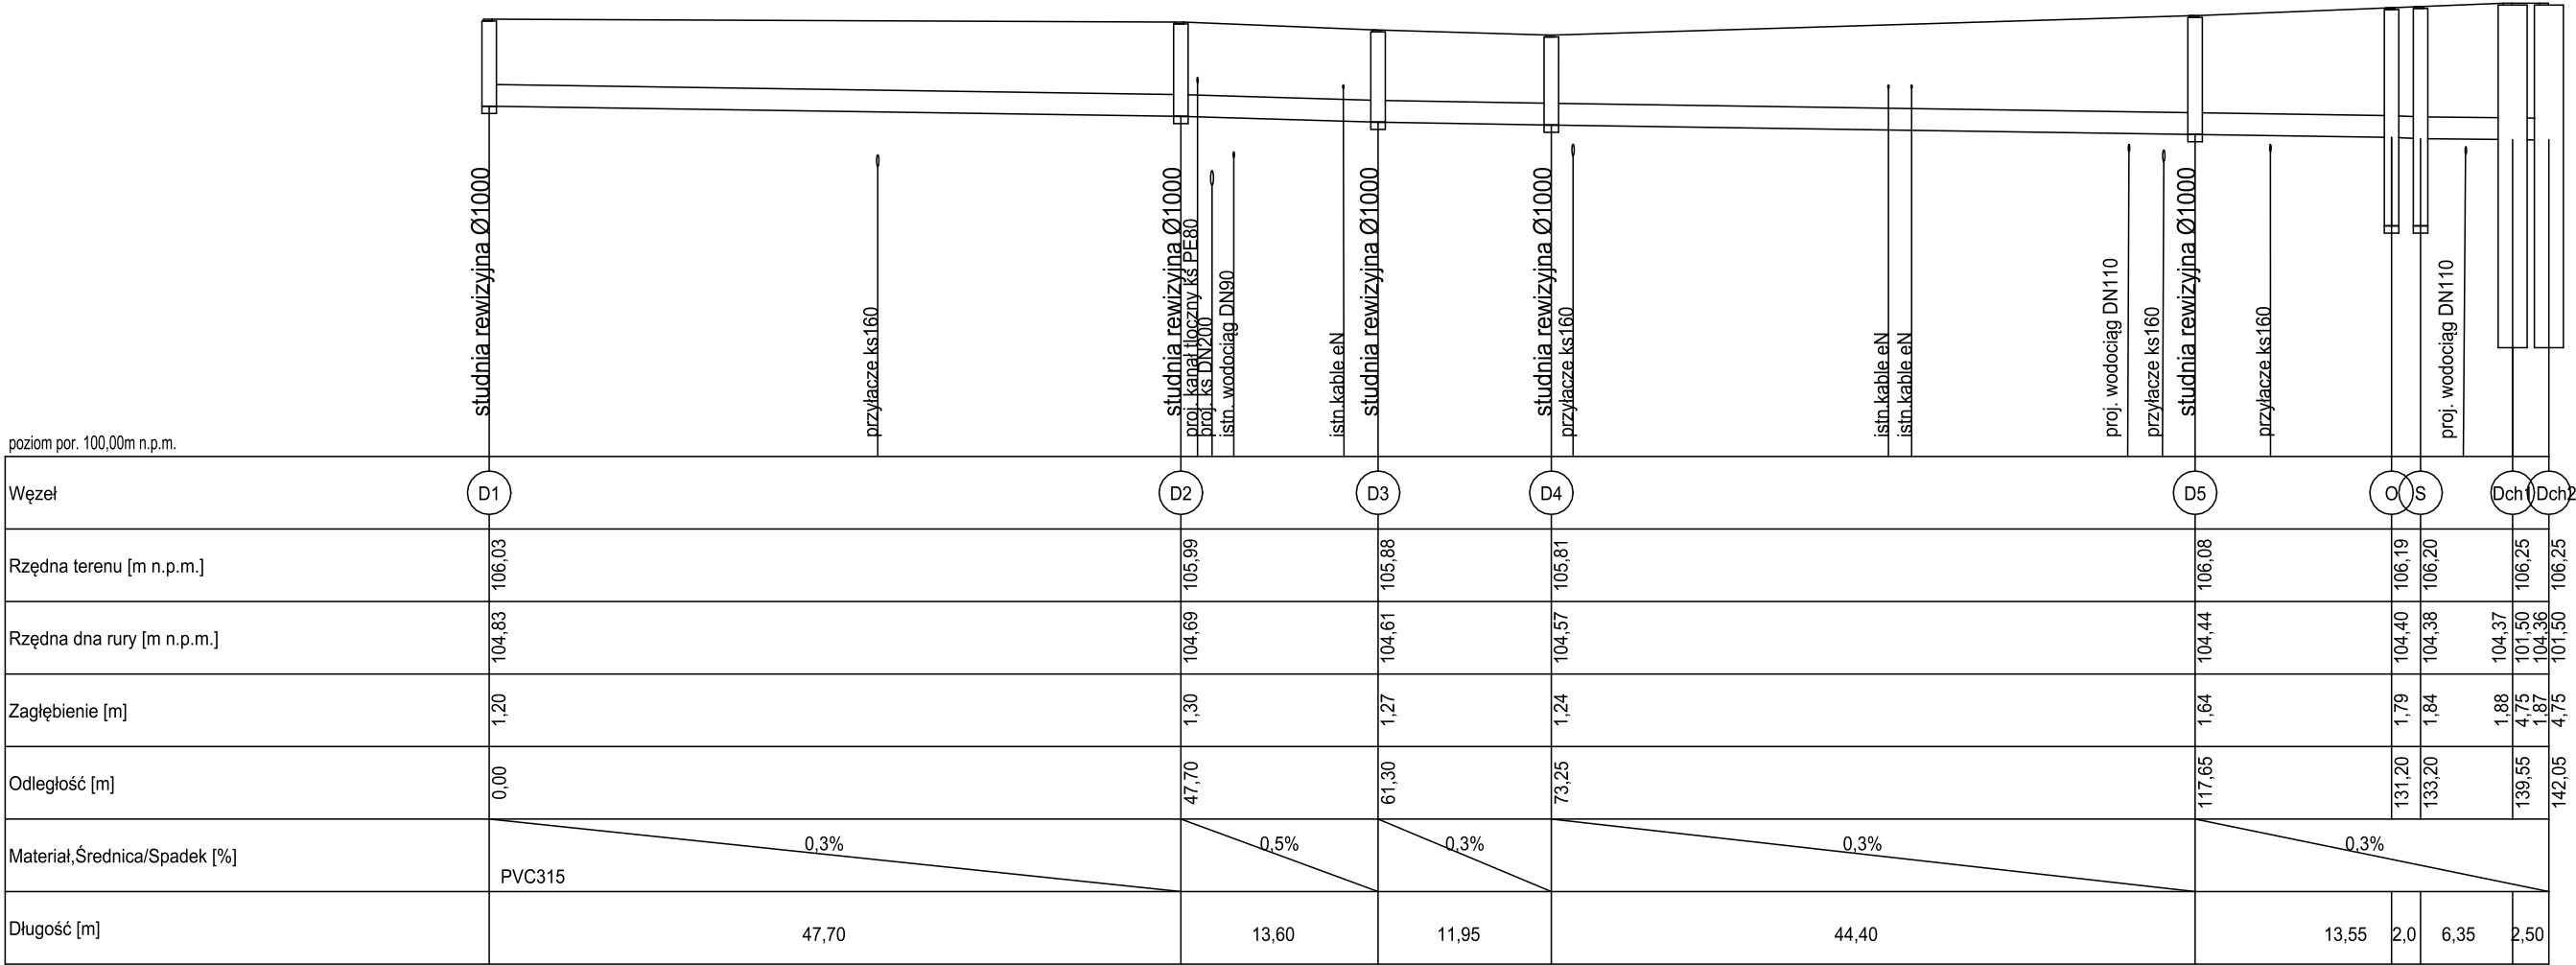 studnia rewizyjna Ø1000
przyłacze ks160
studnia rewizyjna Ø1000
proj. kanał tłoczny ks PE80
proj. ks DN200
istn. wodociąg DN90
istn.kable eN
studnia rewizyjna Ø1000
studnia rewizyjna Ø1000
przyłacze ks160
istn.kable eN
istn.kable eN
proj. wodociąg DN110
przyłacze ks160
studnia rewizyjna Ø1000
przyłacze ks160
proj. wodociąg DN110
poziom por. 100,00m n.p.m.
Węzeł D1 D2 D3 D4 D5 O S Dch1 Dch2
Rzędna terenu [m n.p.m.] 106,03 105,99 105,88 105,81 106,08 106,19 106,20 106,25 106,25
Rzędna dna rury [m n.p.m.] 104,83 104,69 104,61 104,57 104,44 104,40 104,38 104,37 101,50 104,36 101,50
Zagłębienie [m] 1,20 1,30 1,27 1,24 1,64 1,79 1,84 1,88 4,75 1,87 4,75
Odległość [m] 0,00 47,70 61,30 73,25 117,65 131,20 133,20 139,55 142,05
Materiał,Średnica/Spadek [%] 0,3% 0,5% 0,3% 0,3% 0,3%
PVC315
Długość [m] 47,70 13,60 11,95 44,40 13,55 2,0 6,35 2,50